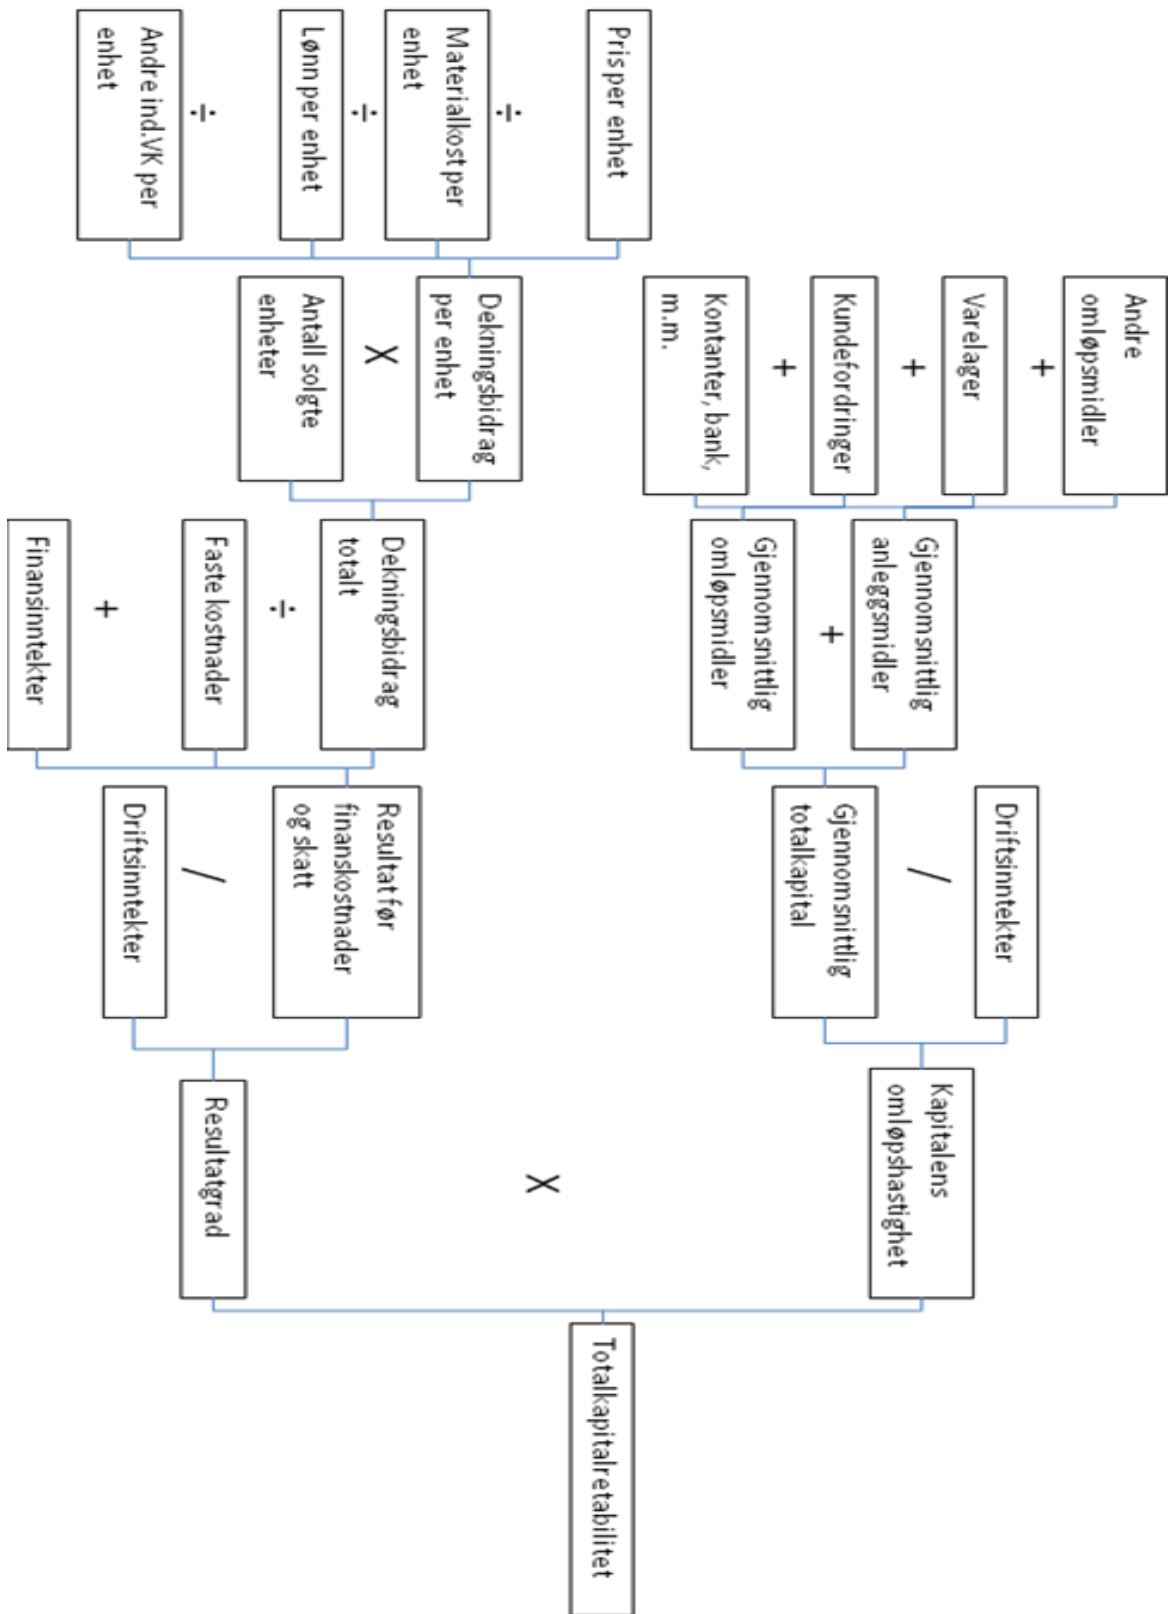 Andre
omløpsmidler
+
Varelager
+
Kundefordringer
+
Kontanter, bank,
m.m.
Pris per enhet
÷
Materialkost per
enhet
÷
Lønn per enhet
÷
Andre ind.VK per
enhet
Dekningsbidrag
per enhet
X
Antall solgte
enheter
Gjennomsnittlig
anleggsmidler
+
Gjennomsnittlig
omløpsmidler
Dekningsbidrag
totalt
÷
Faste kostnader
+
Finansinntekter
Driftsinntekter
/
Gjennomsnittlig
totalkapital
Resultat før
finanskostnader
og skatt
/
Driftsinntekter
Kapitalens
omløpshastighet
X
Resultatgrad
Totalkapitalretabilitet